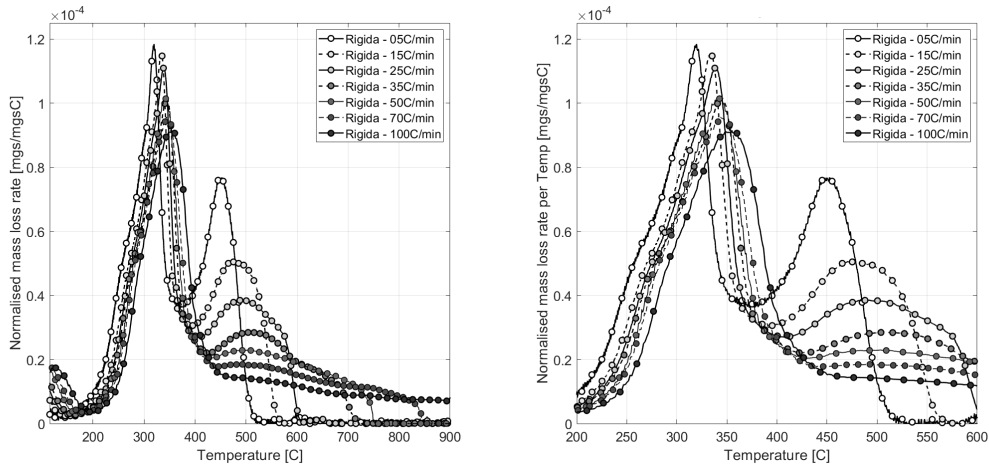 ×10⁻⁴
1.2
1
0.8
0.6
0.4
0.2
0
200 300 400 500 600 700 800 900
Temperature [C]
Normalised mass loss rate [mgs/mgsC]
Rigida - 05C/min
Rigida - 15C/min
Rigida - 25C/min
Rigida - 35C/min
Rigida - 50C/min
Rigida - 70C/min
Rigida - 100C/min
×10⁻⁴
1.2
1
0.8
0.6
0.4
0.2
0
200 250 300 350 400 450 500 550 600
Temperature [C]
Normalised mass loss rate per Temp [mgs/mgsC]
Rigida - 05C/min
Rigida - 15C/min
Rigida - 25C/min
Rigida - 35C/min
Rigida - 50C/min
Rigida - 70C/min
Rigida - 100C/min